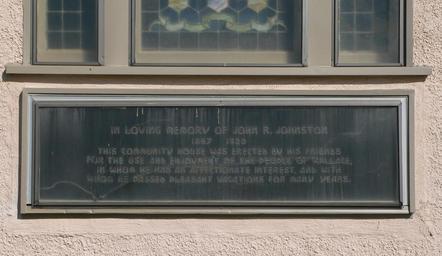 IN LOVING MEMORY OF JOHN R. JOHNSTON
THIS COMMUNITY HOUSE WAS ERECTED BY HIS FRIENDS
FOR THE USE AND ENJOYMENT OF THE PEOPLE OF WALLACE,
IN WHOM HE HAD AN AFFECTIONATE INTEREST, AND WITH
WHOM HE PASSED PLEASANT VACATIONS FOR MANY YEARS.